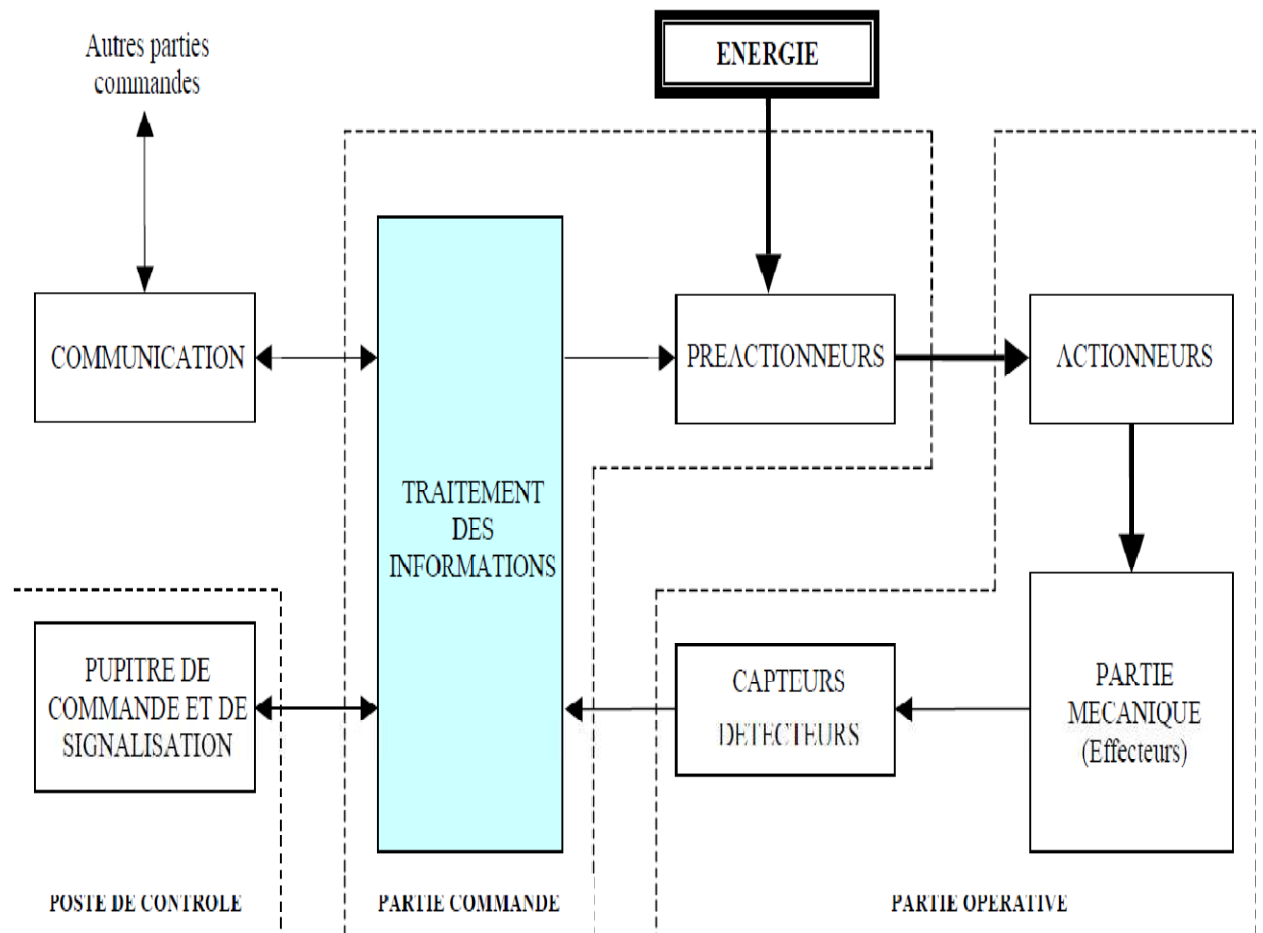 Autres parties
commandes
ENERGIE
COMMUNICATION
PREACTIONNEURS
ACTIONNEURS
TRAITEMENT
DES
INFORMATIONS
PUPITRE DE
COMMANDE ET DE
SIGNALISATION
CAPTEURS
DETECTEURS
PARTIE
MECANIQUE
(Effecteurs)
POSTE DE CONTROLE
PARTIE COMMANDE
PARTIE OPERATIVE